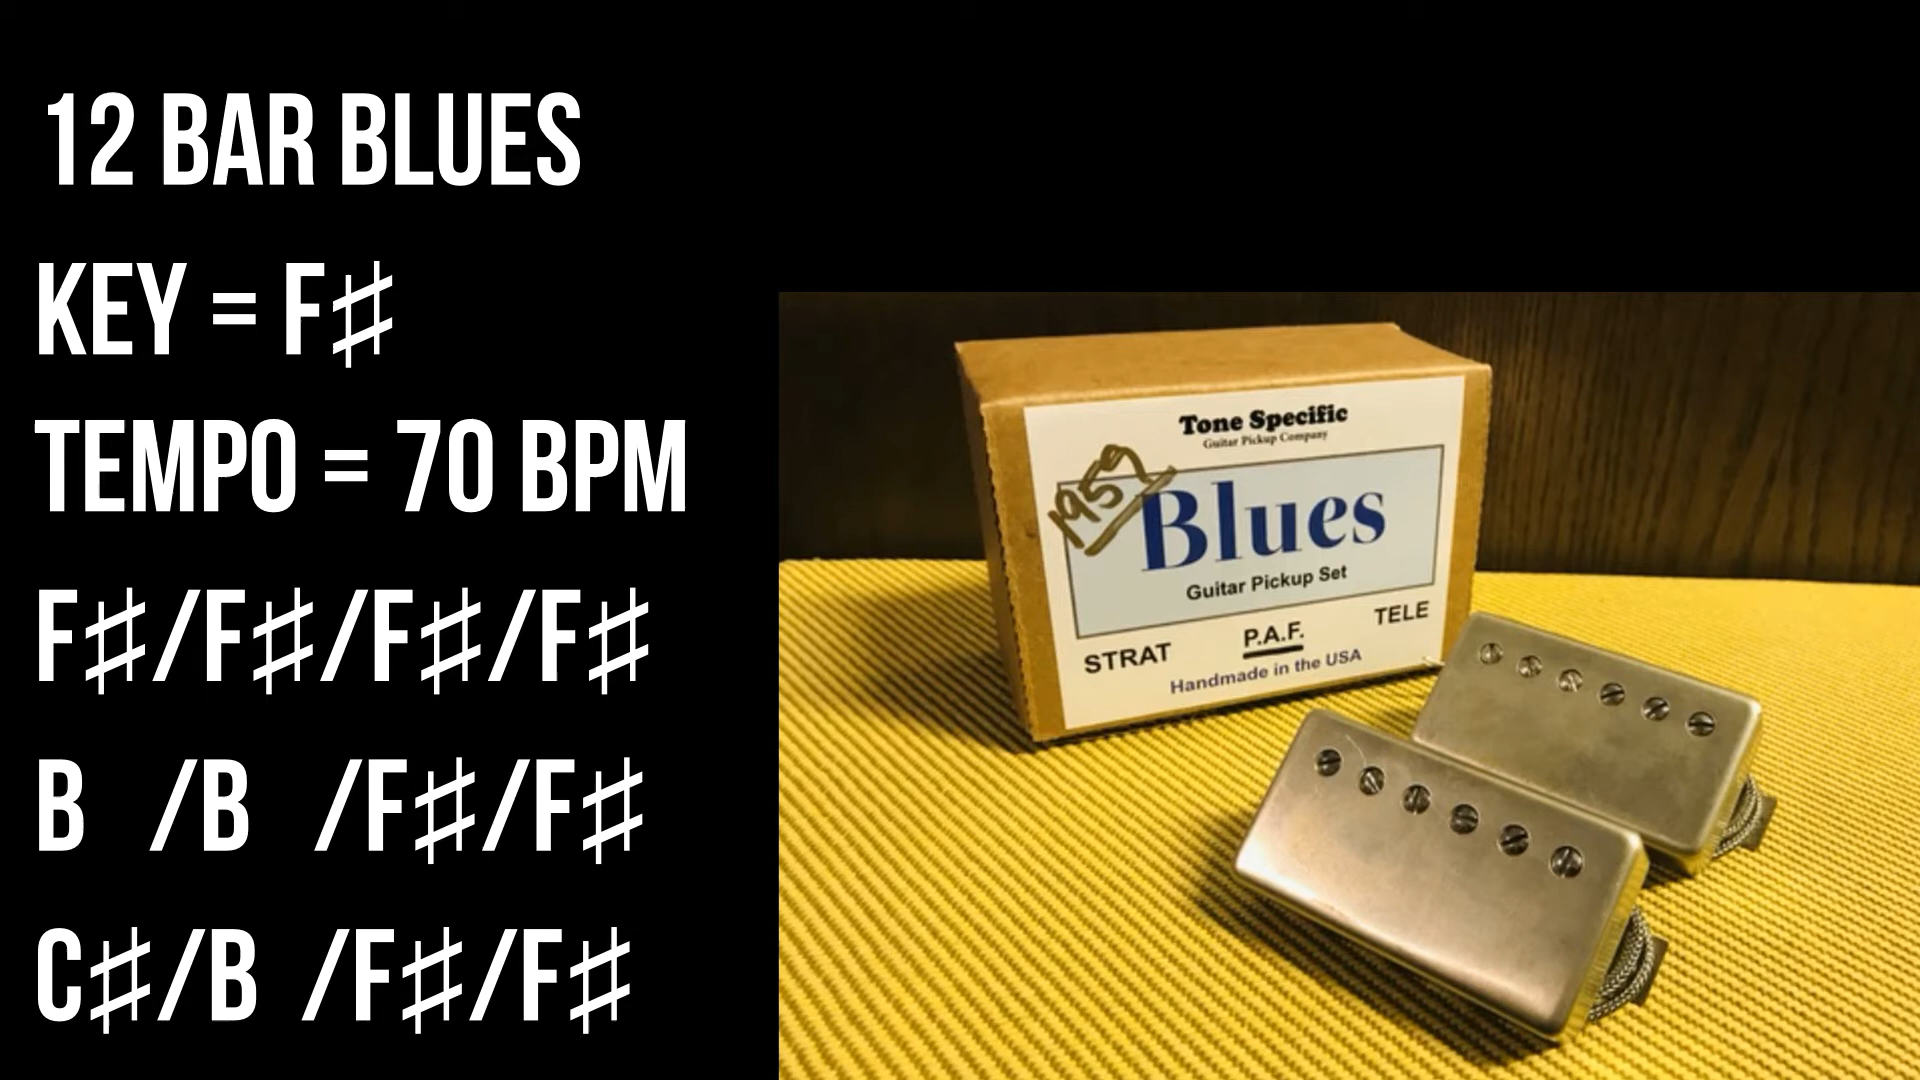 12 BAR BLUES
KEY = F♯
TEMPO = 70 BPM
F♯/F♯/F♯/F♯
B /B /F♯/F♯
C♯/B /F♯/F♯
Tone Specific
Guitar Pickup Company
1957
Blues
Guitar Pickup Set
STRAT P.A.F. TELE
Handmade in the USA